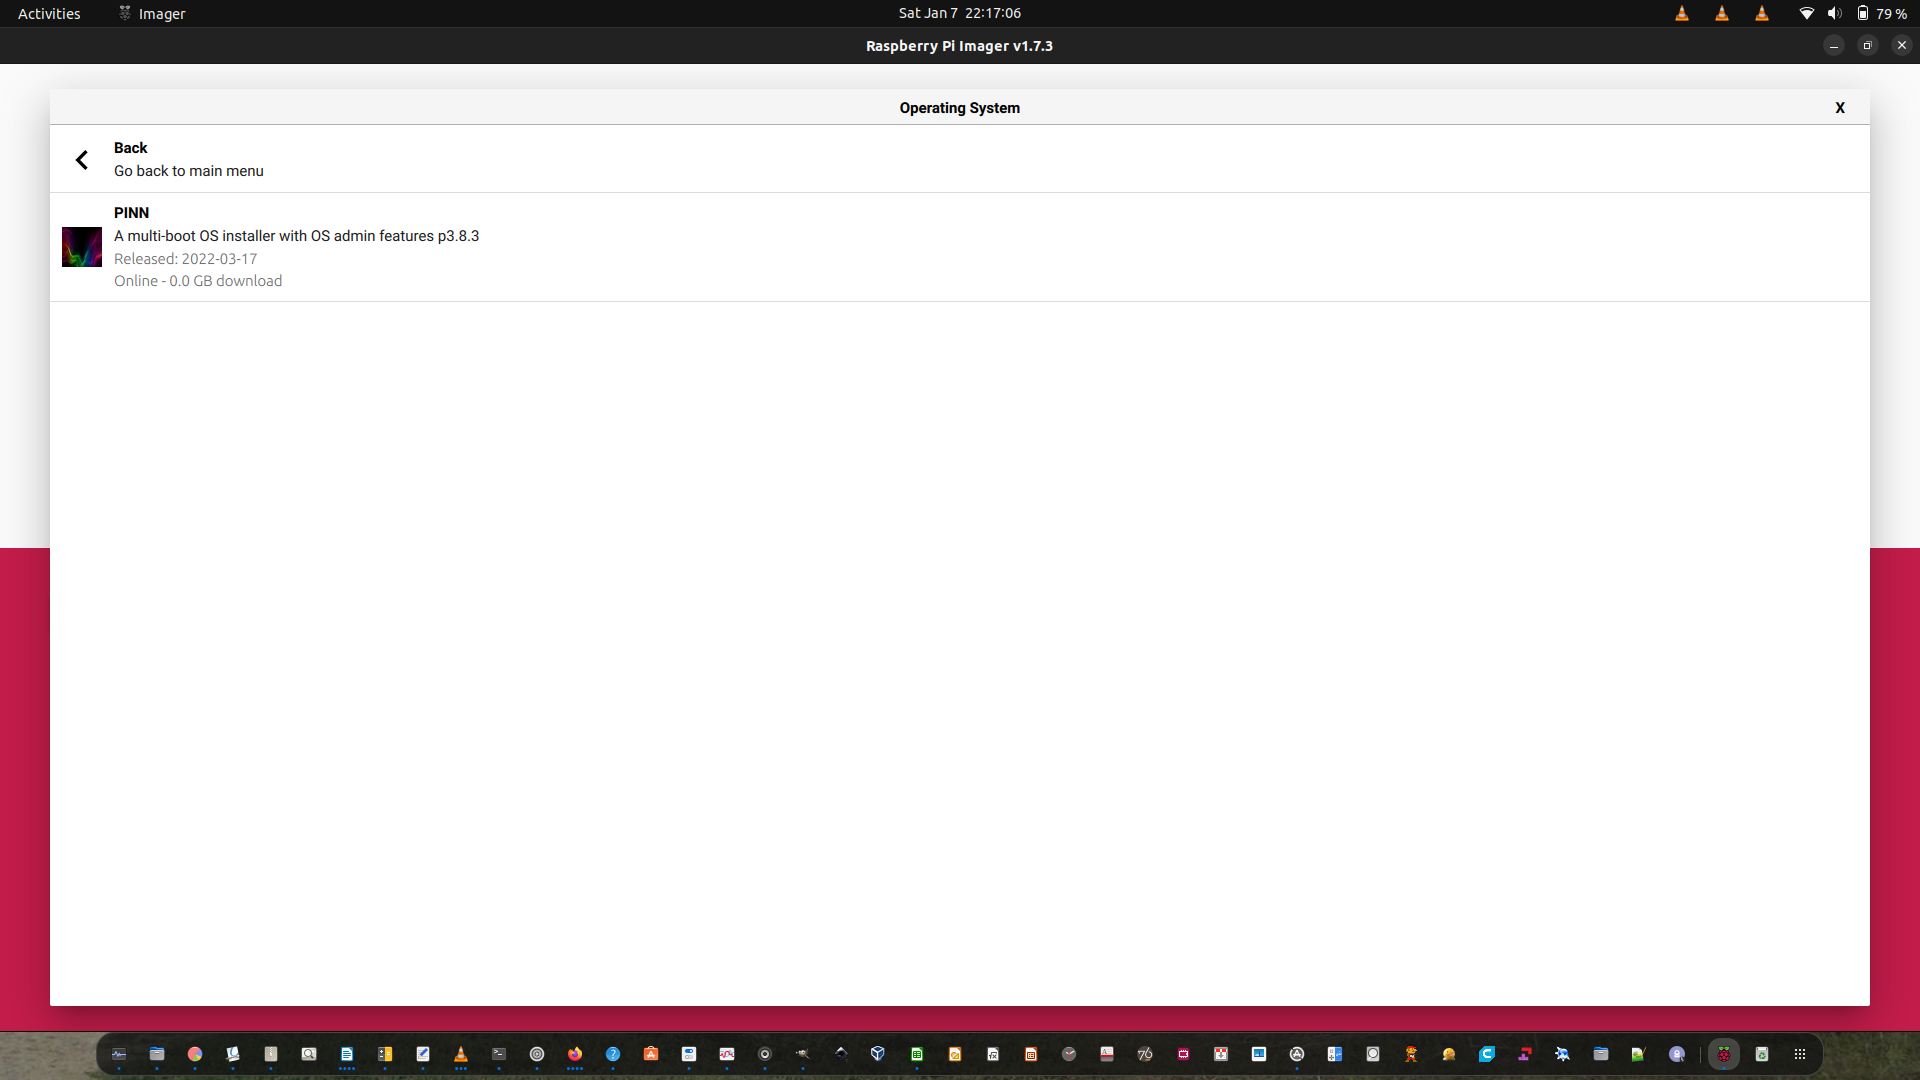 Activities
Imager
Sat Jan 7 22:17:06
79 %
Raspberry Pi Imager v1.7.3
Operating System
X
Back
Go back to main menu
PINN
A multi-boot OS installer with OS admin features p3.8.3
Released: 2022-03-17
Online - 0.0 GB download